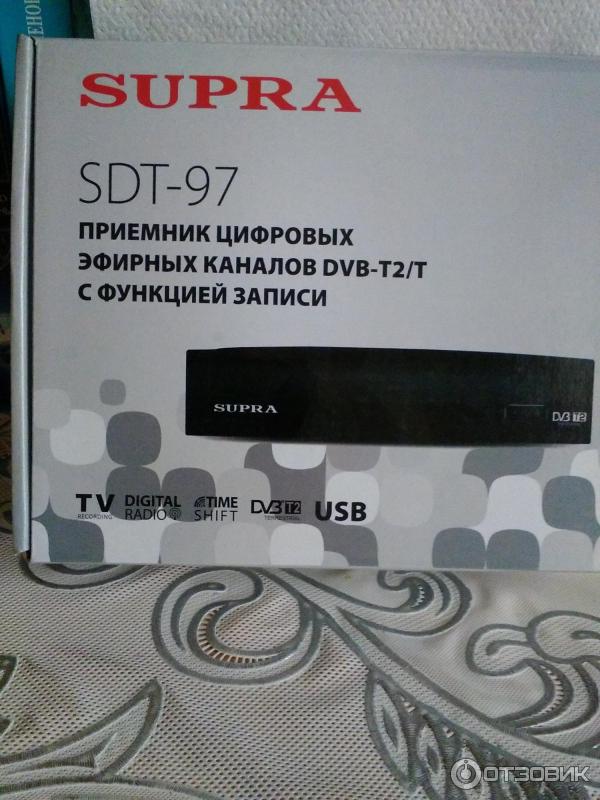 SUPRA
SDT-97
ПРИЕМНИК ЦИФРОВЫХ
ЭФИРНЫХ КАНАЛОВ DVB-T2/T
С ФУНКЦИЕЙ ЗАПИСИ
SUPRA
DVB T2
TV RECORDING
DIGITAL RADIO
TIME SHIFT
DVB T2
USB
ОТЗОВИК